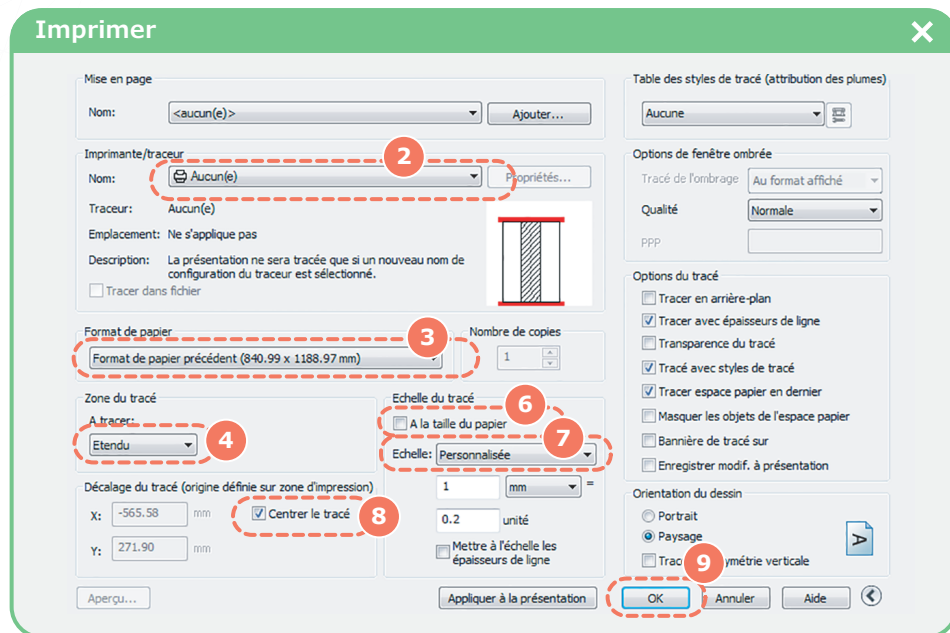 Imprimer
Mise en page
Nom: <aucun(e)> Ajouter...
Table des styles de tracé (attribution des plumes)
Aucune
Imprimante/traceur
2
Nom: Aucun(e) Propriétés...
Traceur: Aucun(e)
Emplacement: Ne s'applique pas
Description: La présentation ne sera tracée que si un nouveau nom de
configuration du traceur est sélectionné.
Tracer dans fichier
Options de fenêtre ombrée
Tracé de l'ombrage Au format affiché
Qualité Normale
PPP
Format de papier
3
Format de papier précédent (840.99 x 1188.97 mm)
Nombre de copies
1
Options du tracé
Tracer en arrière-plan
Tracer avec épaisseurs de ligne
Transparence du tracé
Tracé avec styles de tracé
Tracer espace papier en dernier
Masquer les objets de l'espace papier
Bannière de tracé sur
Enregistrer modif. à présentation
Zone du tracé
A tracer:
Etendu
4
Echelle du tracé
6
A la taille du papier
7
Echelle: Personnalisée
1 mm =
0.2 unité
Mettre à l'échelle les
épaisseurs de ligne
Décalage du tracé (origine définie sur zone d'impression)
X: -565.58 mm
Centrer le tracé
8
Y: 271.90 mm
Orientation du dessin
Portrait
Paysage
A
ymétrie verticale
9
Aperçu... Appliquer à la présentation OK Annuler Aide